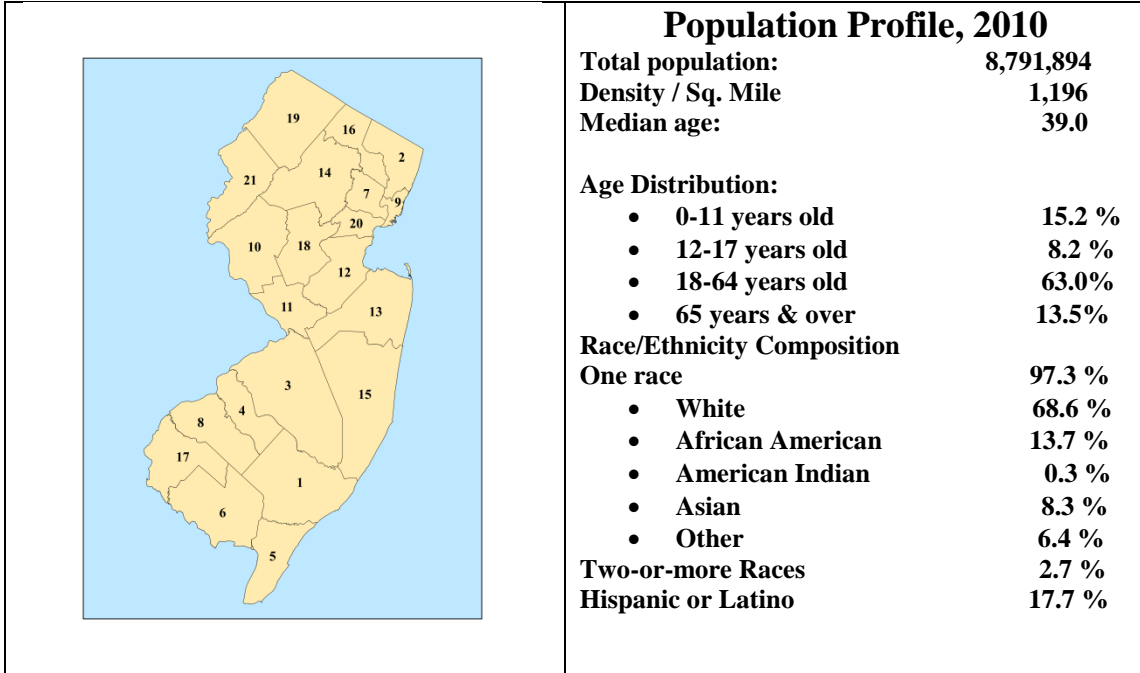 19
16
2
14
21
7
9
20
10
18
12
11
13
3
15
4
8
17
1
6
5
Population Profile, 2010
Total population: 8,791,894
Density / Sq. Mile 1,196
Median age: 39.0
Age Distribution:
• 0-11 years old 15.2 %
• 12-17 years old 8.2 %
• 18-64 years old 63.0%
• 65 years & over 13.5%
Race/Ethnicity Composition
One race 97.3 %
• White 68.6 %
• African American 13.7 %
• American Indian 0.3 %
• Asian 8.3 %
• Other 6.4 %
Two-or-more Races 2.7 %
Hispanic or Latino 17.7 %